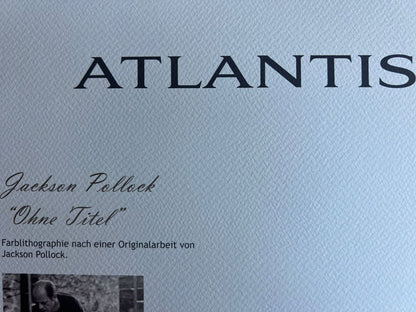 ATLANTIS
Jackson Pollock
"Ohne Titel"
Farblithographie nach einer Originalarbeit von
Jackson Pollock.